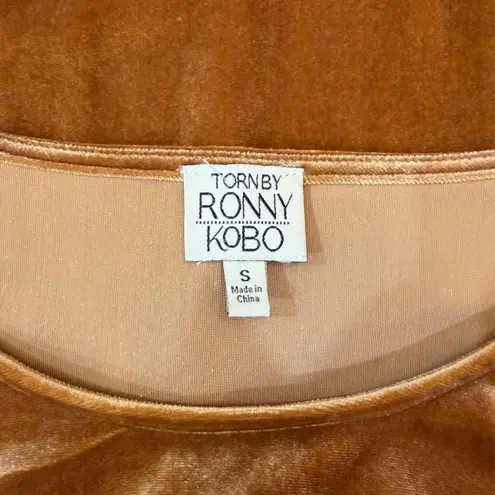 TORN BY
RONNY
KOBO
S
Made in
China